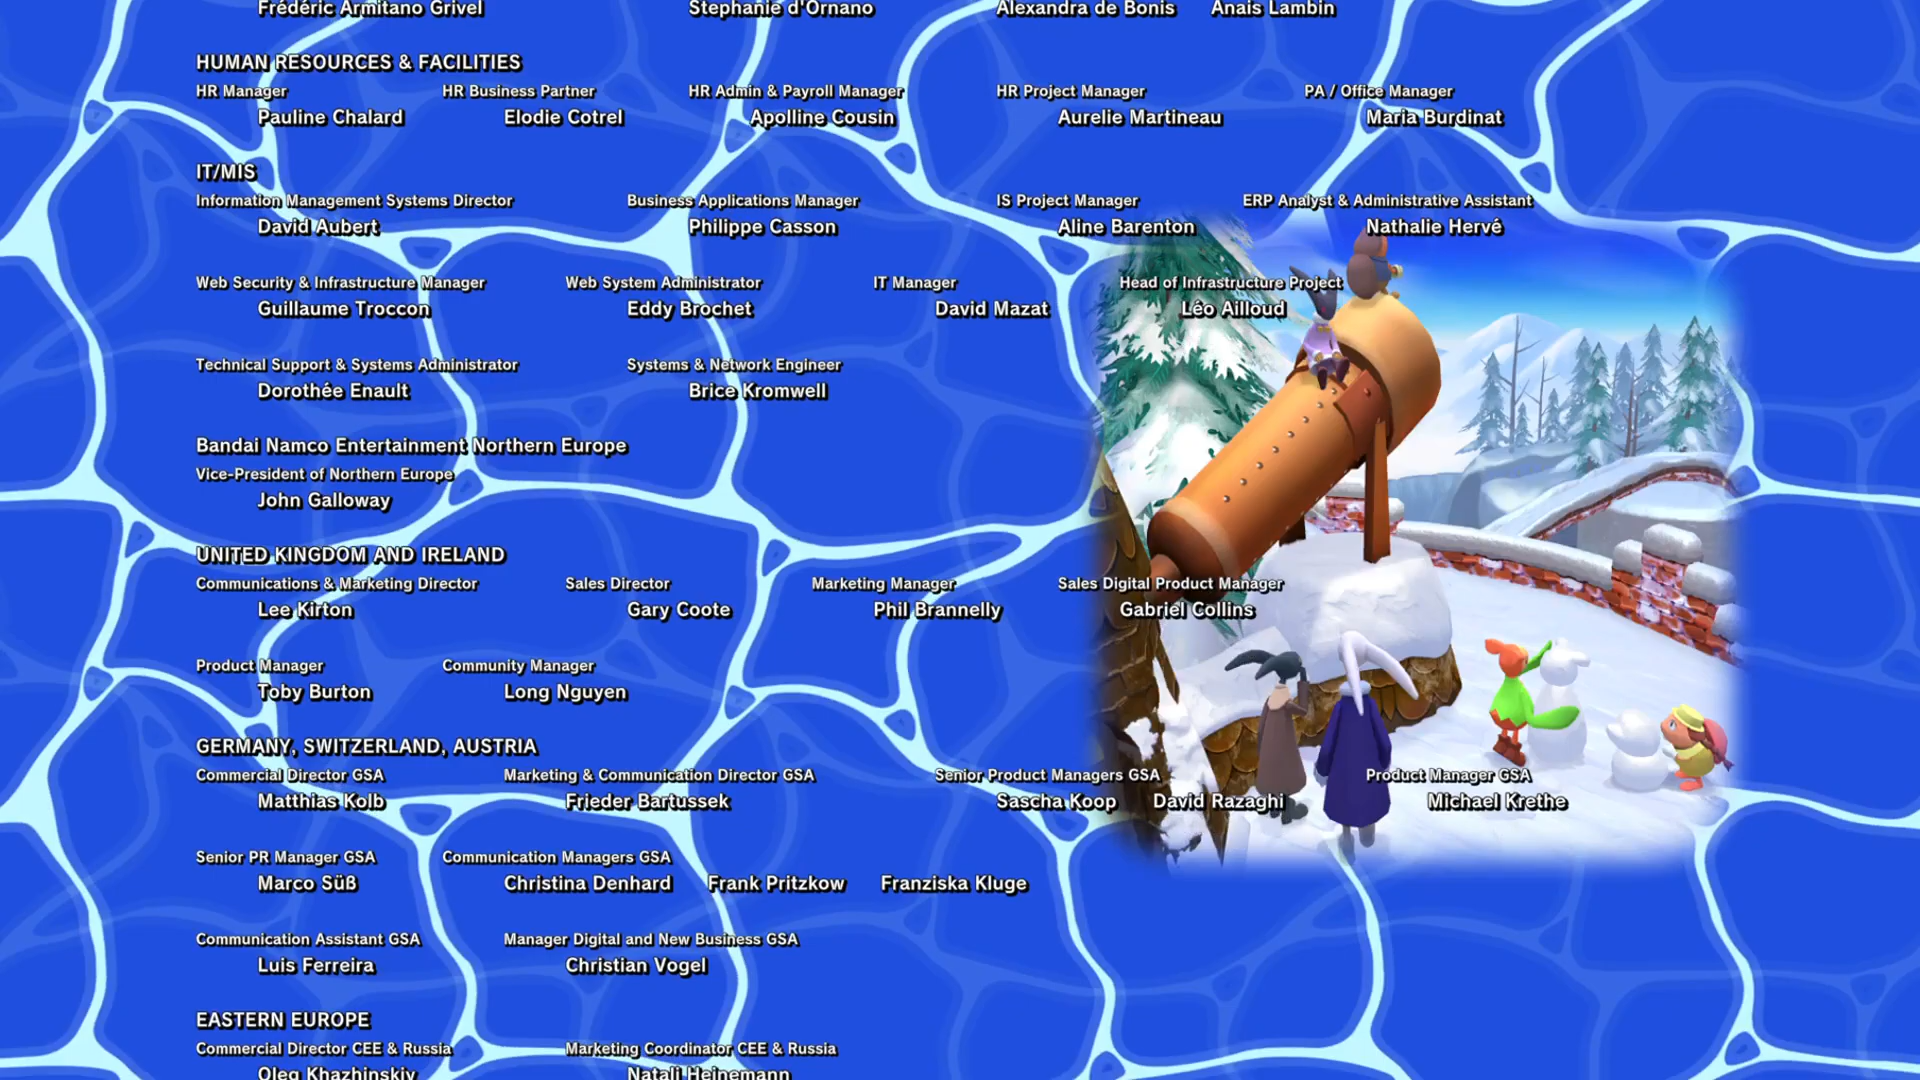 Frédéric Armitano Grivel Stephanie d'Ornano Alexandra de Bonis Anais Lambin
HUMAN RESOURCES & FACILITIES
HR Manager HR Business Partner HR Admin & Payroll Manager HR Project Manager PA / Office Manager
Pauline Chalard Elodie Cotrel Apolline Cousin Aurelie Martineau Maria Burdinat
IT/MIS
Information Management Systems Director Business Applications Manager IS Project Manager ERP Analyst & Administrative Assistant
David Aubert Philippe Casson Aline Barenton Nathalie Hervé
Web Security & Infrastructure Manager Web System Administrator IT Manager Head of Infrastructure Project
Guillaume Troccon Eddy Brochet David Mazat Léo Ailloud
Technical Support & Systems Administrator Systems & Network Engineer
Dorothée Enault Brice Kromwell
Bandai Namco Entertainment Northern Europe
Vice-President of Northern Europe
John Galloway
UNITED KINGDOM AND IRELAND
Communications & Marketing Director Sales Director Marketing Manager Sales Digital Product Manager
Lee Kirton Gary Coote Phil Brannelly Gabriel Collins
Product Manager Community Manager
Toby Burton Long Nguyen
GERMANY, SWITZERLAND, AUSTRIA
Commercial Director GSA Marketing & Communication Director GSA Senior Product Managers GSA Product Manager GSA
Matthias Kolb Frieder Bartussek Sascha Koop David Razaghi Michael Krethe
Senior PR Manager GSA Communication Managers GSA
Marco Süß Christina Denhard Frank Pritzkow Franziska Kluge
Communication Assistant GSA Manager Digital and New Business GSA
Luis Ferreira Christian Vogel
EASTERN EUROPE
Commercial Director CEE & Russia Marketing Coordinator CEE & Russia
Oleg Khazhinskiy Natali Heinemann